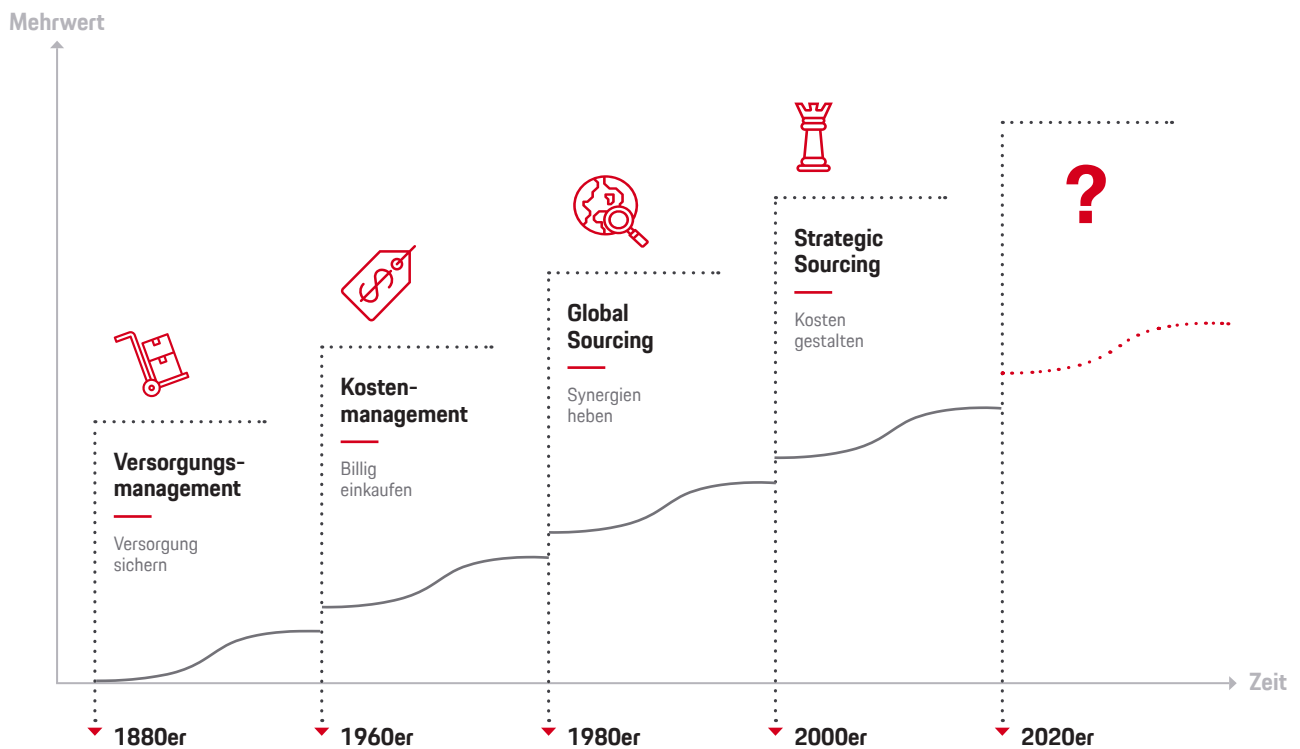 Mehrwert
Versorgungs-
management
Versorgung
sichern
Kosten-
management
Billig
einkaufen
Global
Sourcing
Synergien
heben
Strategic
Sourcing
Kosten
gestalten
?
Zeit
1880er
1960er
1980er
2000er
2020er